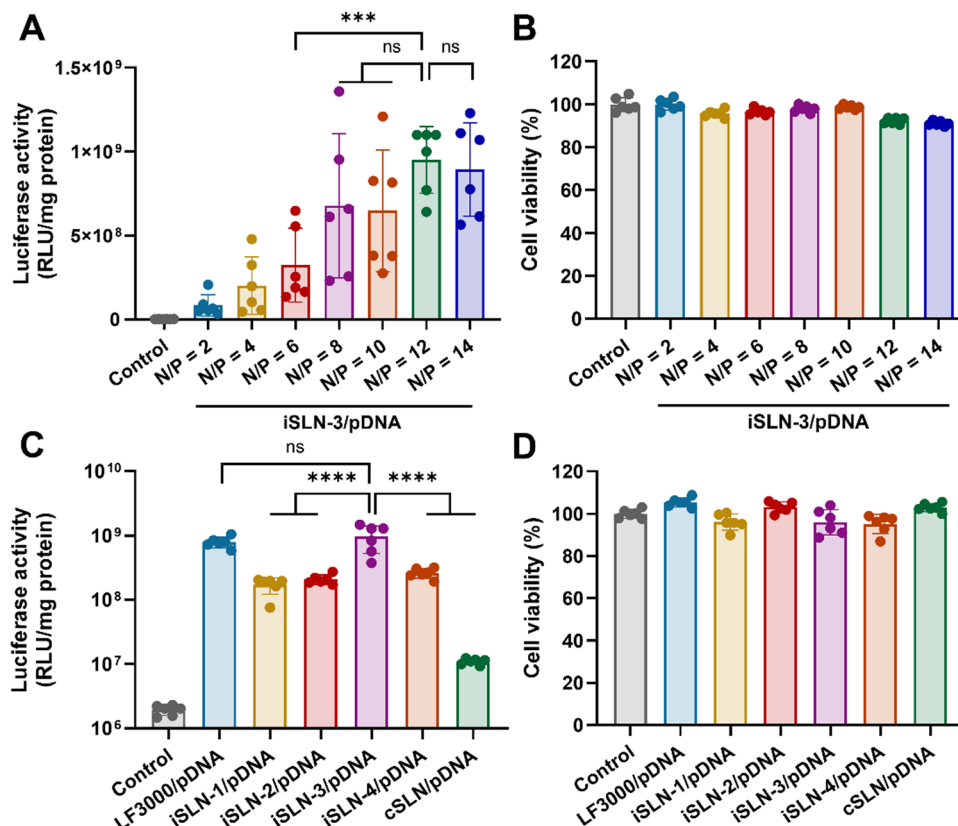 A
Luciferase activity
(RLU/mg protein)
1.5×10⁹
1×10⁹
5×10⁸
0
***
ns
ns
Control
N/P = 2
N/P = 4
N/P = 6
N/P = 8
N/P = 10
N/P = 12
N/P = 14
iSLN-3/pDNA
B
Cell viability (%)
120
100
80
60
40
20
0
Control
N/P = 2
N/P = 4
N/P = 6
N/P = 8
N/P = 10
N/P = 12
N/P = 14
iSLN-3/pDNA
C
Luciferase activity
(RLU/mg protein)
10¹⁰
10⁹
10⁸
10⁷
10⁶
ns
****
****
Control
LF3000/pDNA
iSLN-1/pDNA
iSLN-2/pDNA
iSLN-3/pDNA
iSLN-4/pDNA
cSLN/pDNA
D
Cell viability (%)
120
100
80
60
40
20
0
Control
LF3000/pDNA
iSLN-1/pDNA
iSLN-2/pDNA
iSLN-3/pDNA
iSLN-4/pDNA
cSLN/pDNA